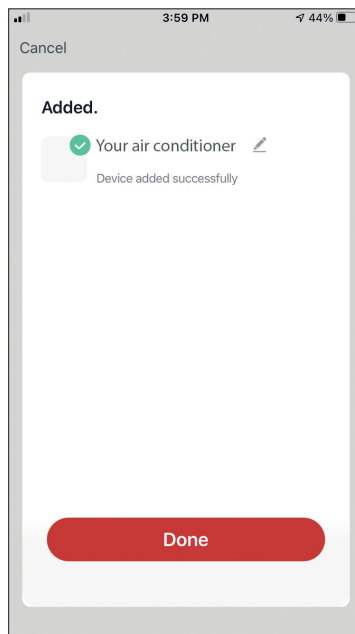 3:59 PM
44%
Cancel
Added.
Your air conditioner
Device added successfully
Done